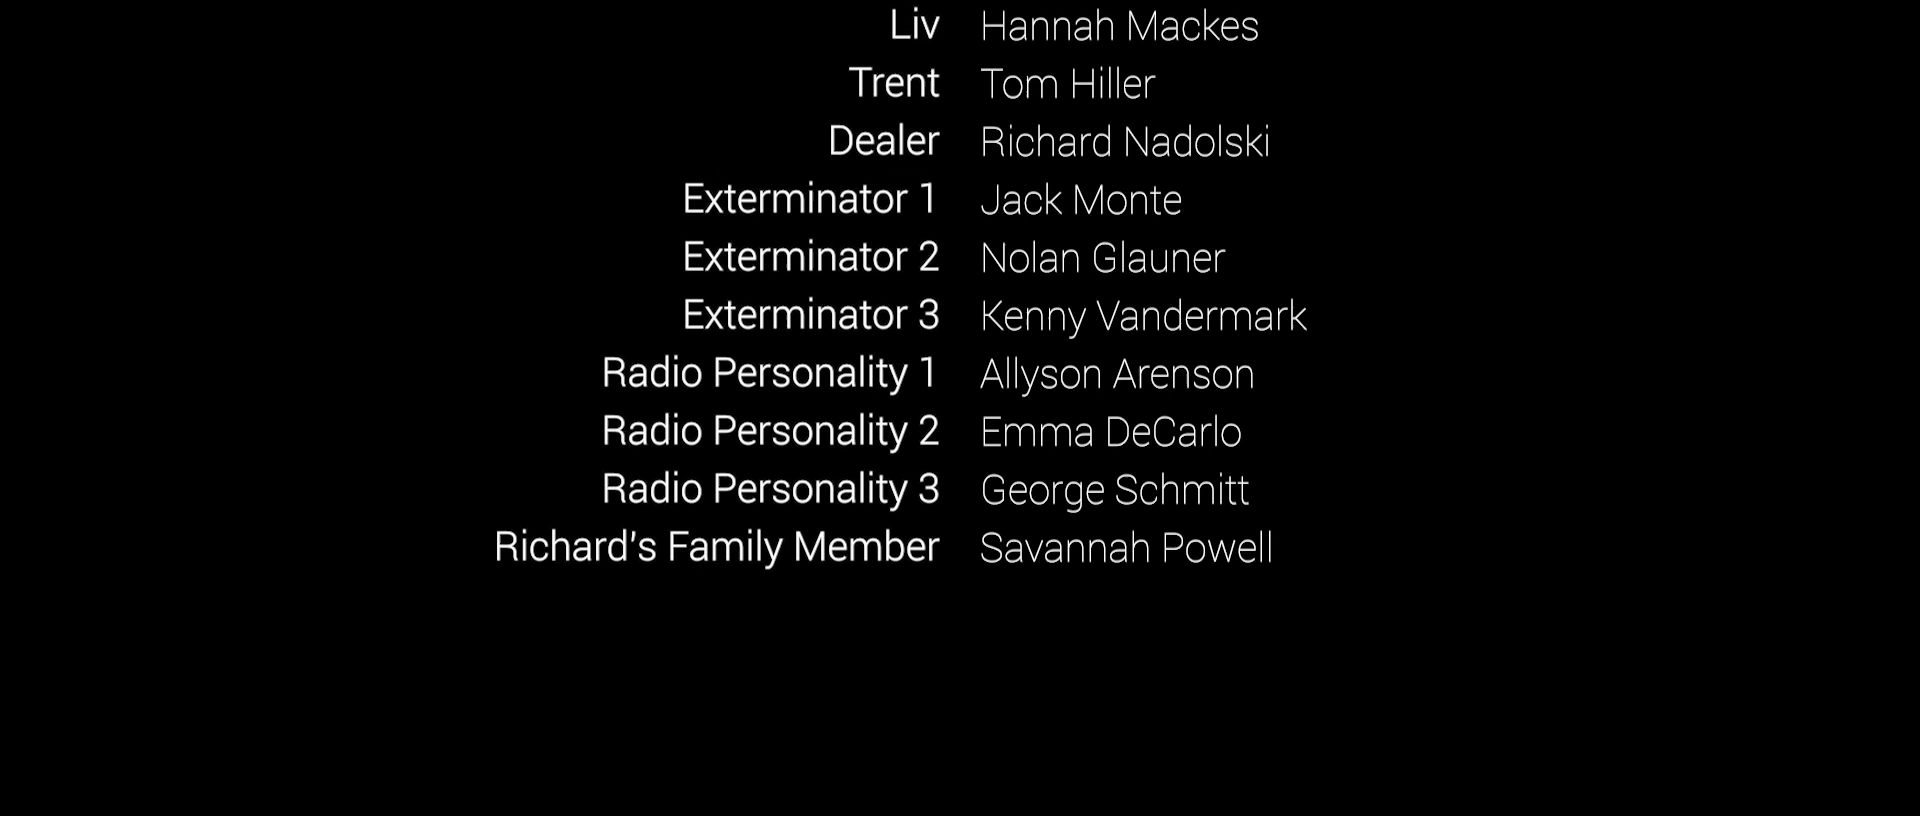 Liv Hannah Mackes
Trent Tom Hiller
Dealer Richard Nadolski
Exterminator 1 Jack Monte
Exterminator 2 Nolan Glauner
Exterminator 3 Kenny Vandermark
Radio Personality 1 Allyson Arenson
Radio Personality 2 Emma DeCarlo
Radio Personality 3 George Schmitt
Richard's Family Member Savannah Powell